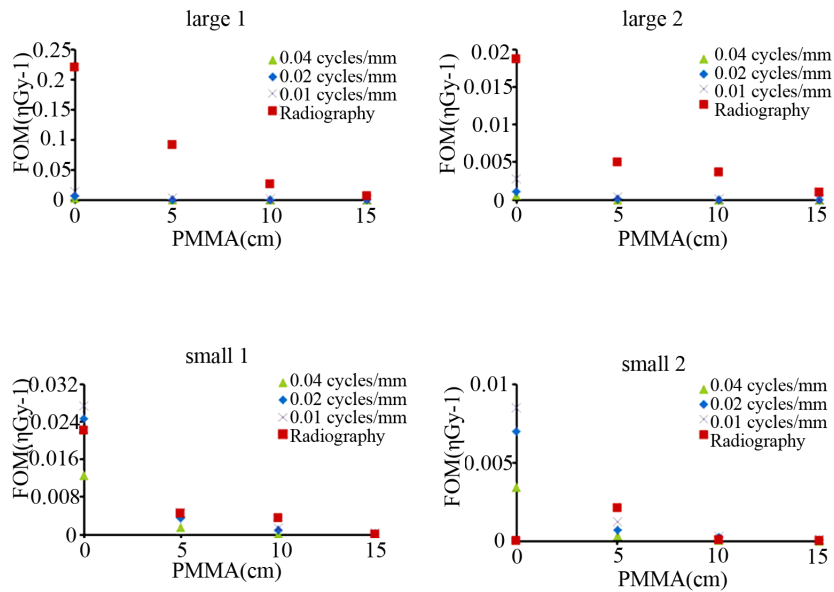 large 1
FOM(ηGy-1)
0.25
0.2
0.15
0.1
0.05
0
0 5 10 15
PMMA(cm)
0.04 cycles/mm
0.02 cycles/mm
0.01 cycles/mm
Radiography
large 2
FOM(ηGy-1)
0.02
0.015
0.01
0.005
0
0 5 10 15
PMMA(cm)
0.04 cycles/mm
0.02 cycles/mm
0.01 cycles/mm
Radiography
small 1
FOM(ηGy-1)
0.032
0.024
0.016
0.008
0
0 5 10 15
PMMA(cm)
0.04 cycles/mm
0.02 cycles/mm
0.01 cycles/mm
Radiography
small 2
FOM(ηGy-1)
0.01
0.005
0
0 5 10 15
PMMA(cm)
0.04 cycles/mm
0.02 cycles/mm
0.01 cycles/mm
Radiography